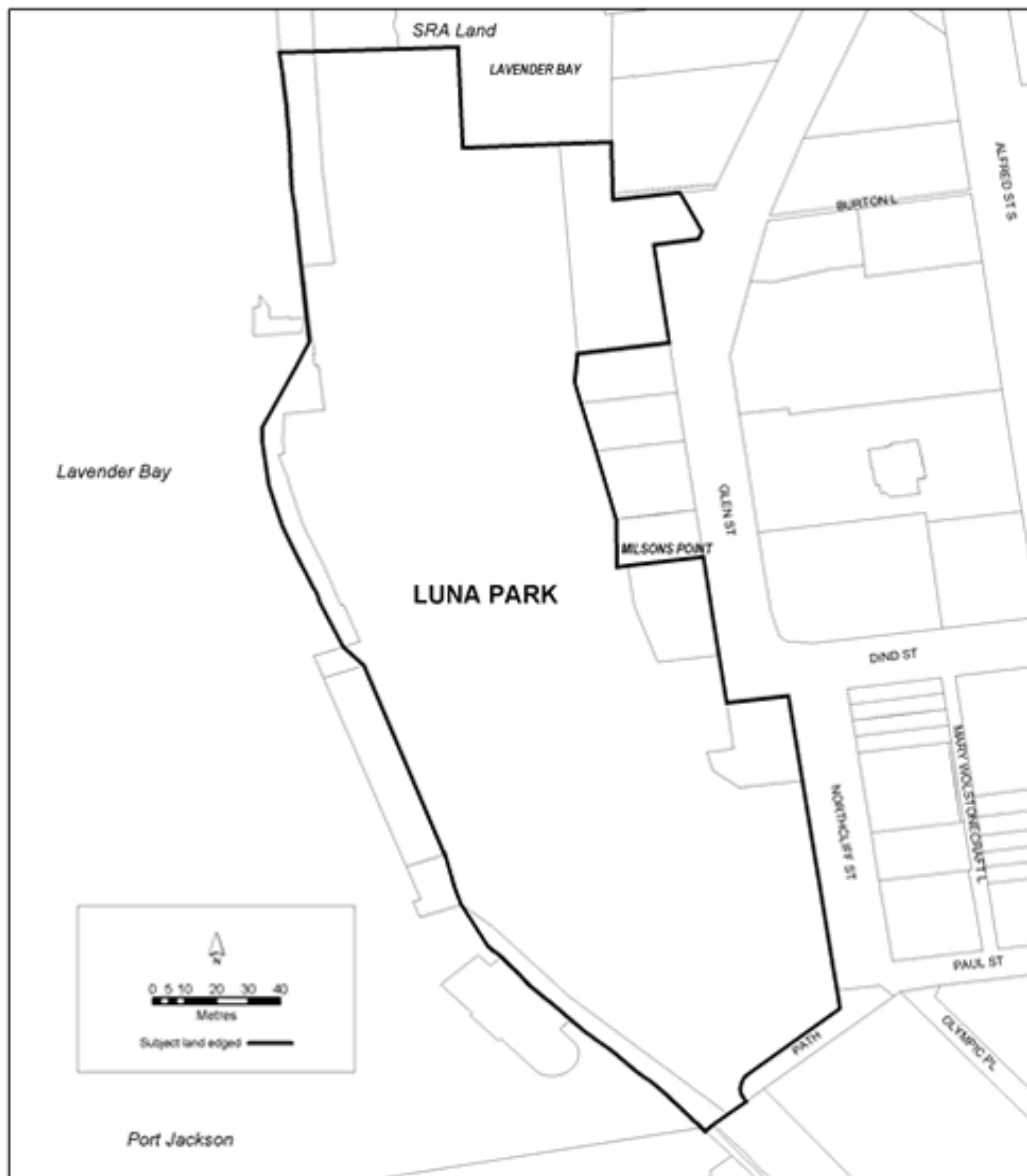 SRA Land
LAVENDER BAY
ALFRED ST S
BURTON L
Lavender Bay
GLEN ST
MILSONS POINT
LUNA PARK
DIND ST
MARY WOLSTONECRAFT L
NORTHCLIFF ST
N
0 5 10 20 30 40
Metres
Subject land edged
PAUL ST
OLYMPIC PL
PATH
Port Jackson